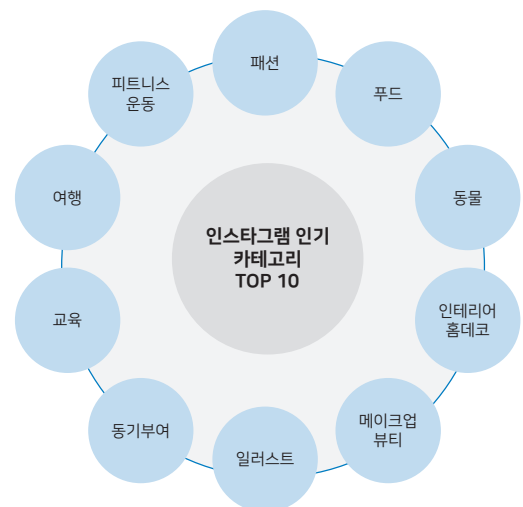 패션
푸드
동물
인테리어
홈데코
메이크업
뷰티
일러스트
동기부여
교육
여행
피트니스
운동
인스타그램 인기
카테고리
TOP 10